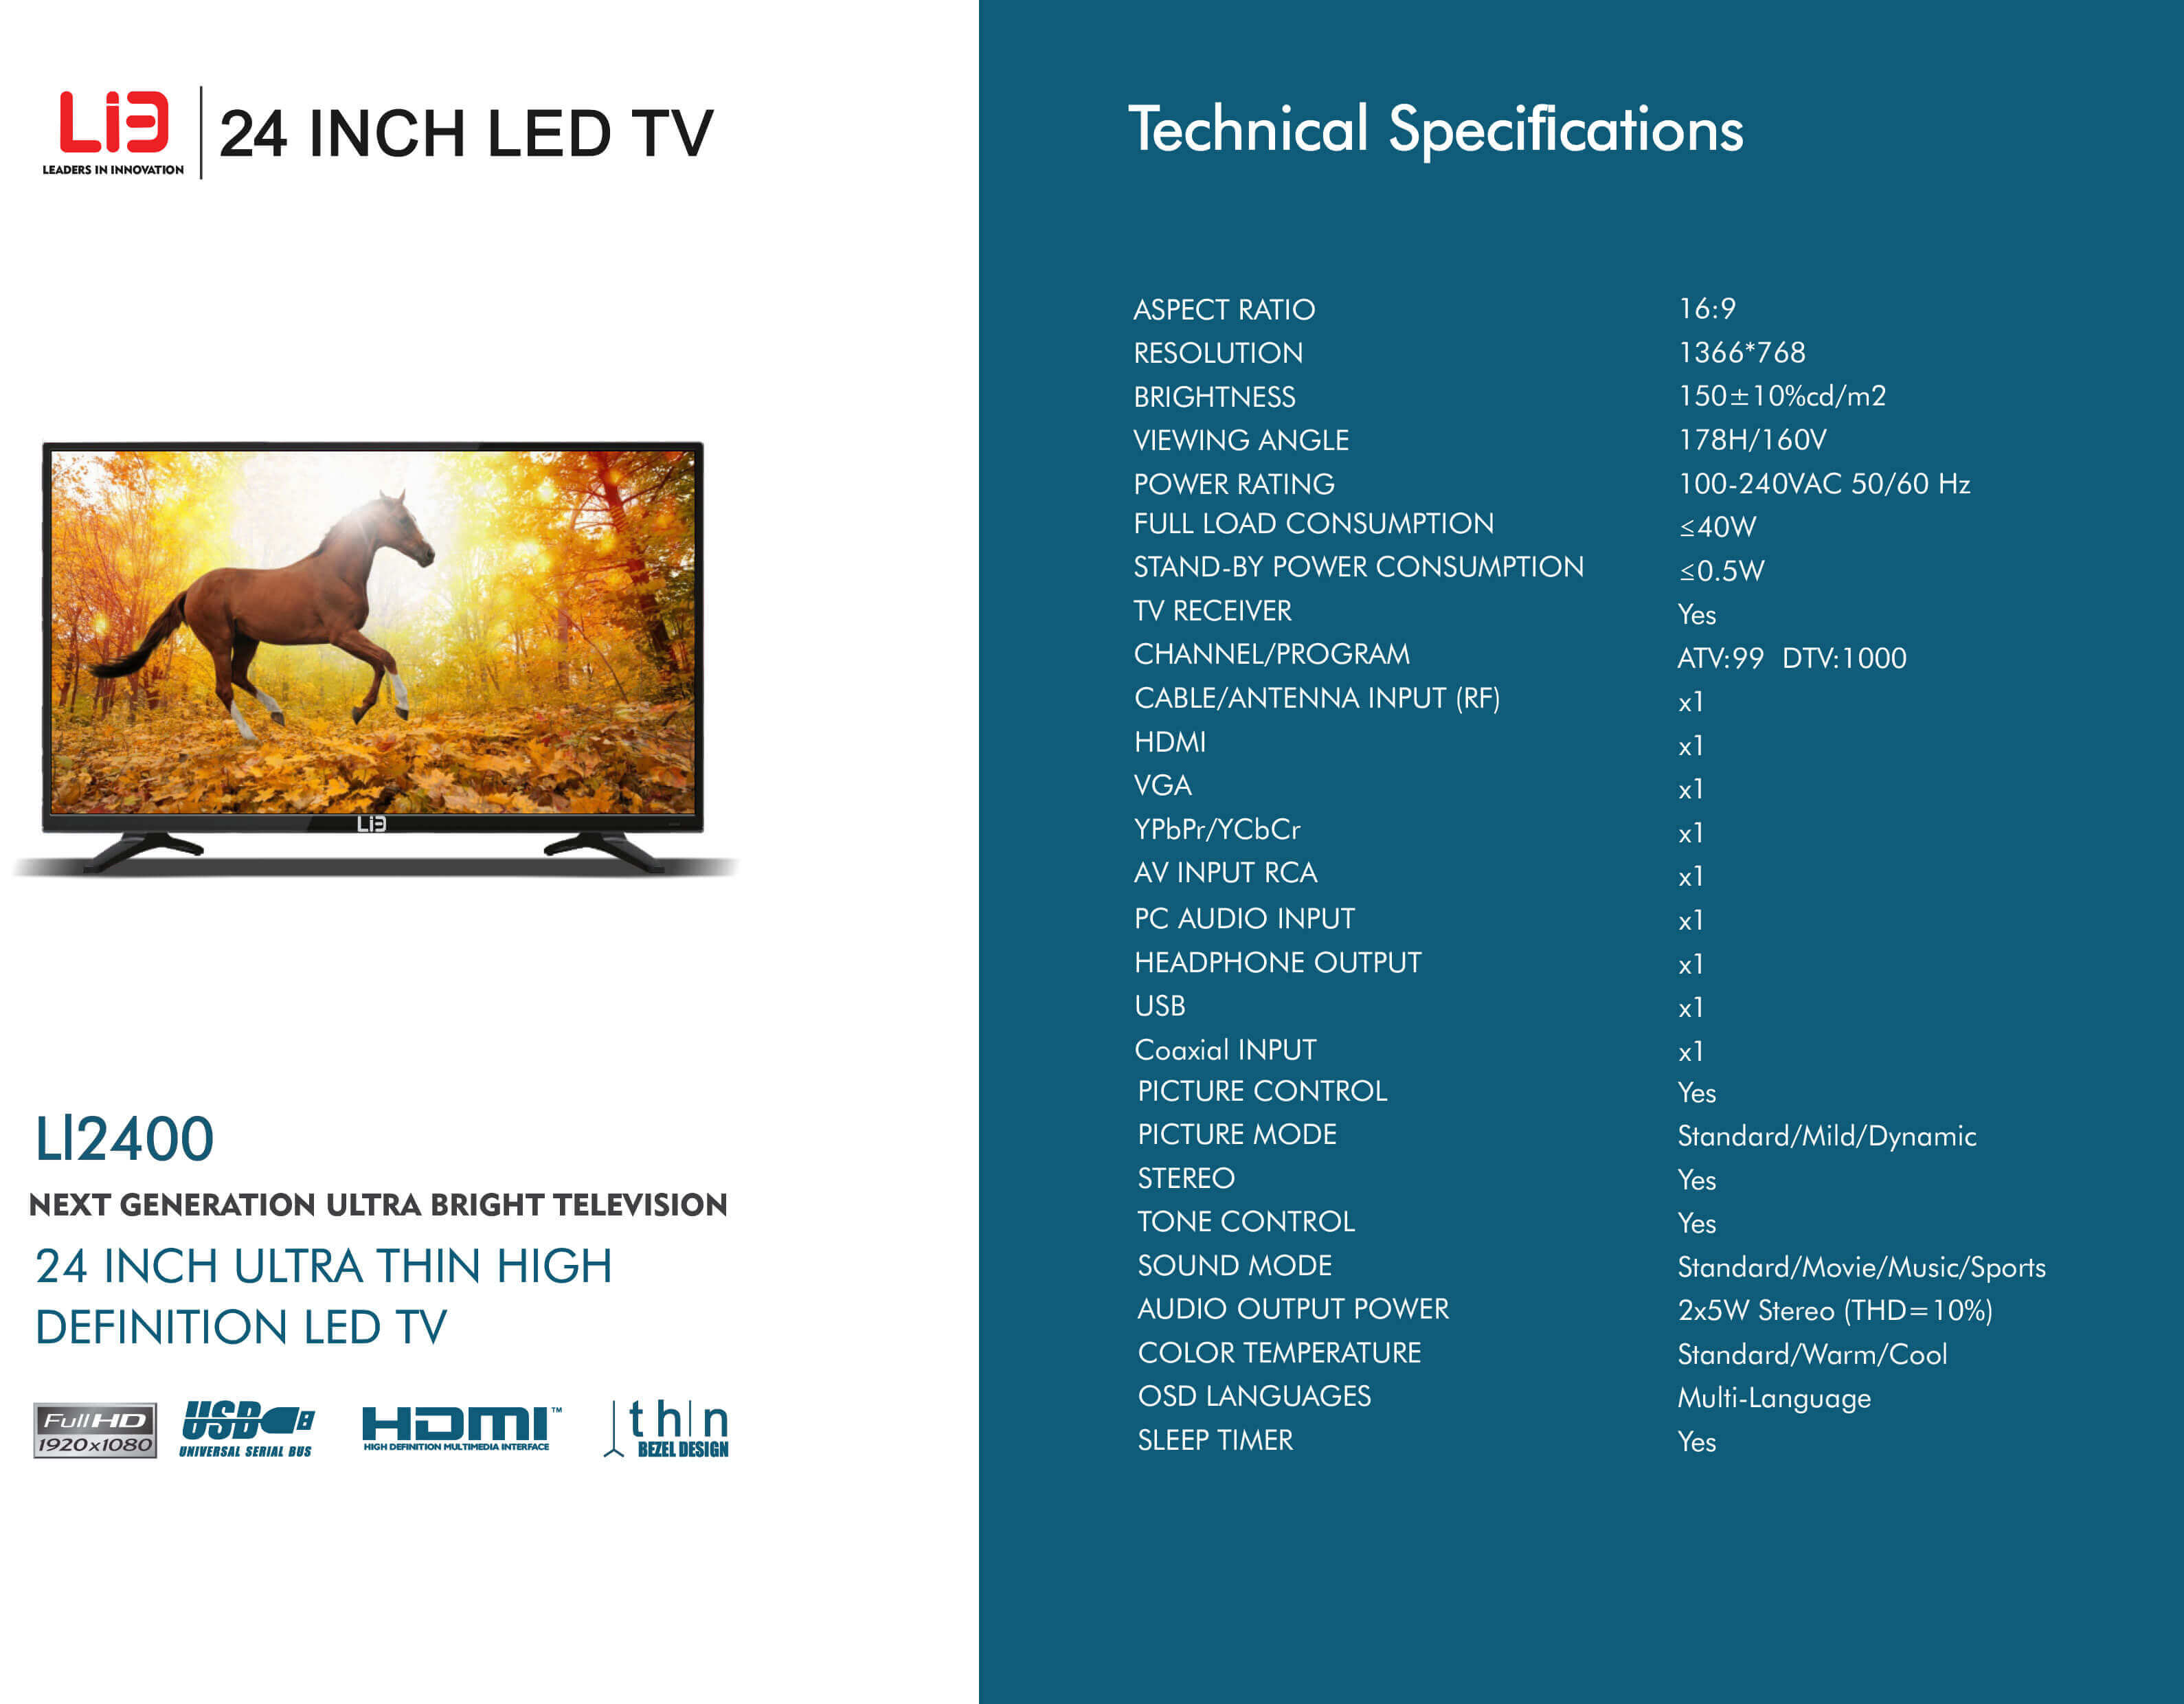 LiƎ
LEADERS IN INNOVATION
24 INCH LED TV
LiƎ
LI2400
NEXT GENERATION ULTRA BRIGHT TELEVISION
24 INCH ULTRA THIN HIGH
DEFINITION LED TV
Full HD
1920x1080
USB
UNIVERSAL SERIAL BUS
HDMI™
HIGH DEFINITION MULTIMEDIA INTERFACE
thin
BEZEL DESIGN
Technical Specifications
ASPECT RATIO 16:9
RESOLUTION 1366*768
BRIGHTNESS 150±10%cd/m2
VIEWING ANGLE 178H/160V
POWER RATING 100-240VAC 50/60 Hz
FULL LOAD CONSUMPTION ≤40W
STAND-BY POWER CONSUMPTION ≤0.5W
TV RECEIVER Yes
CHANNEL/PROGRAM ATV:99 DTV:1000
CABLE/ANTENNA INPUT (RF) x1
HDMI x1
VGA x1
YPbPr/YCbCr x1
AV INPUT RCA x1
PC AUDIO INPUT x1
HEADPHONE OUTPUT x1
USB x1
Coaxial INPUT x1
PICTURE CONTROL Yes
PICTURE MODE Standard/Mild/Dynamic
STEREO Yes
TONE CONTROL Yes
SOUND MODE Standard/Movie/Music/Sports
AUDIO OUTPUT POWER 2x5W Stereo (THD=10%)
COLOR TEMPERATURE Standard/Warm/Cool
OSD LANGUAGES Multi-Language
SLEEP TIMER Yes